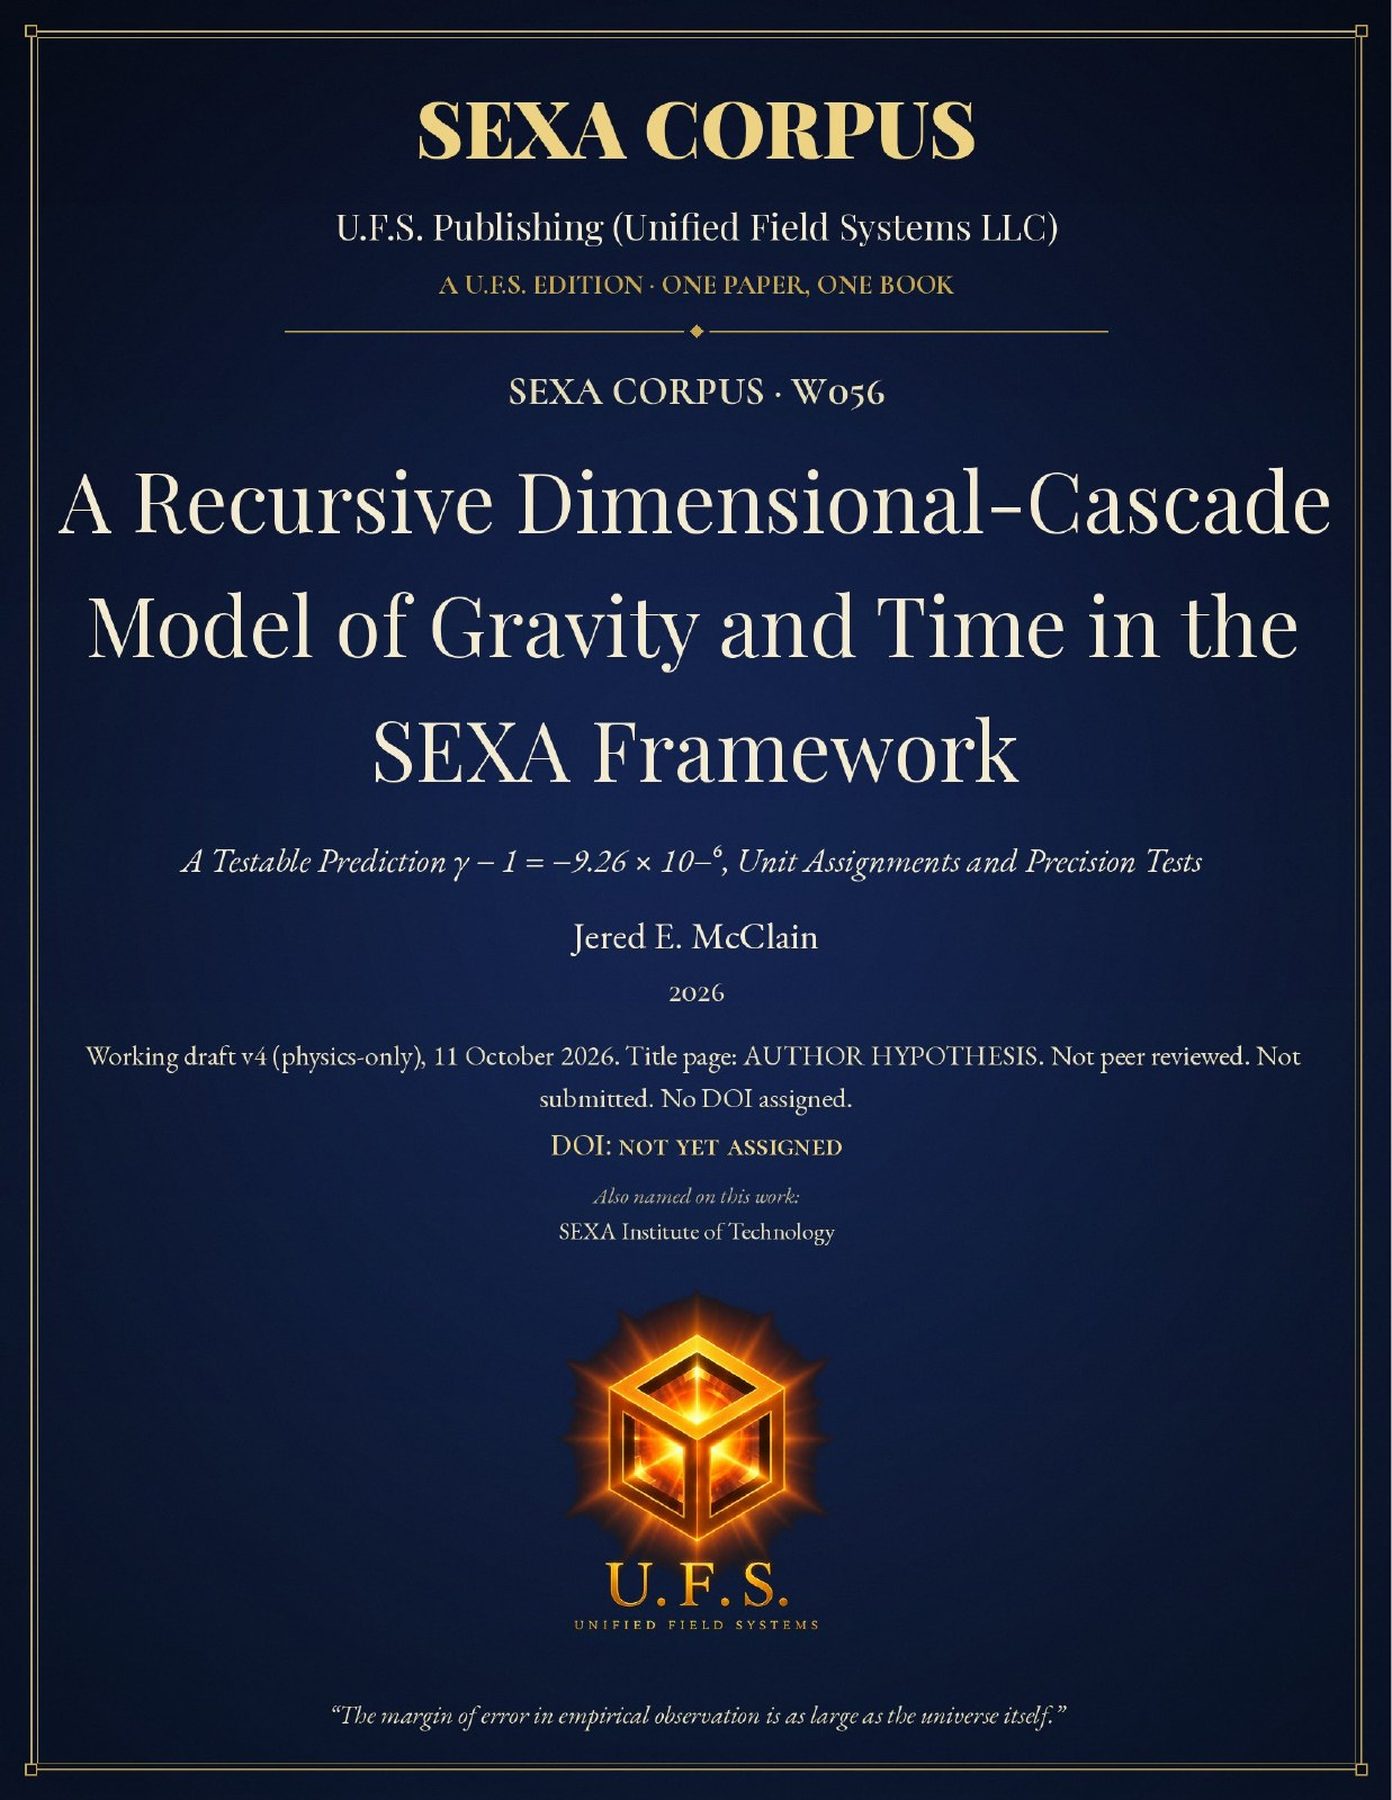 SEXA CORPUS
U.F.S. Publishing (Unified Field Systems LLC)
A U.F.S. EDITION · ONE PAPER, ONE BOOK
SEXA CORPUS · W056
A Recursive Dimensional-Cascade
Model of Gravity and Time in the
SEXA Framework
A Testable Prediction γ − 1 = −9.26 × 10−⁶, Unit Assignments and Precision Tests
Jered E. McClain
2026
Working draft v4 (physics-only), 11 October 2026. Title page: AUTHOR HYPOTHESIS. Not peer reviewed. Not
submitted. No DOI assigned.
DOI: NOT YET ASSIGNED
Also named on this work:
SEXA Institute of Technology
U.F.S.
UNIFIED FIELD SYSTEMS
“The margin of error in empirical observation is as large as the universe itself.”